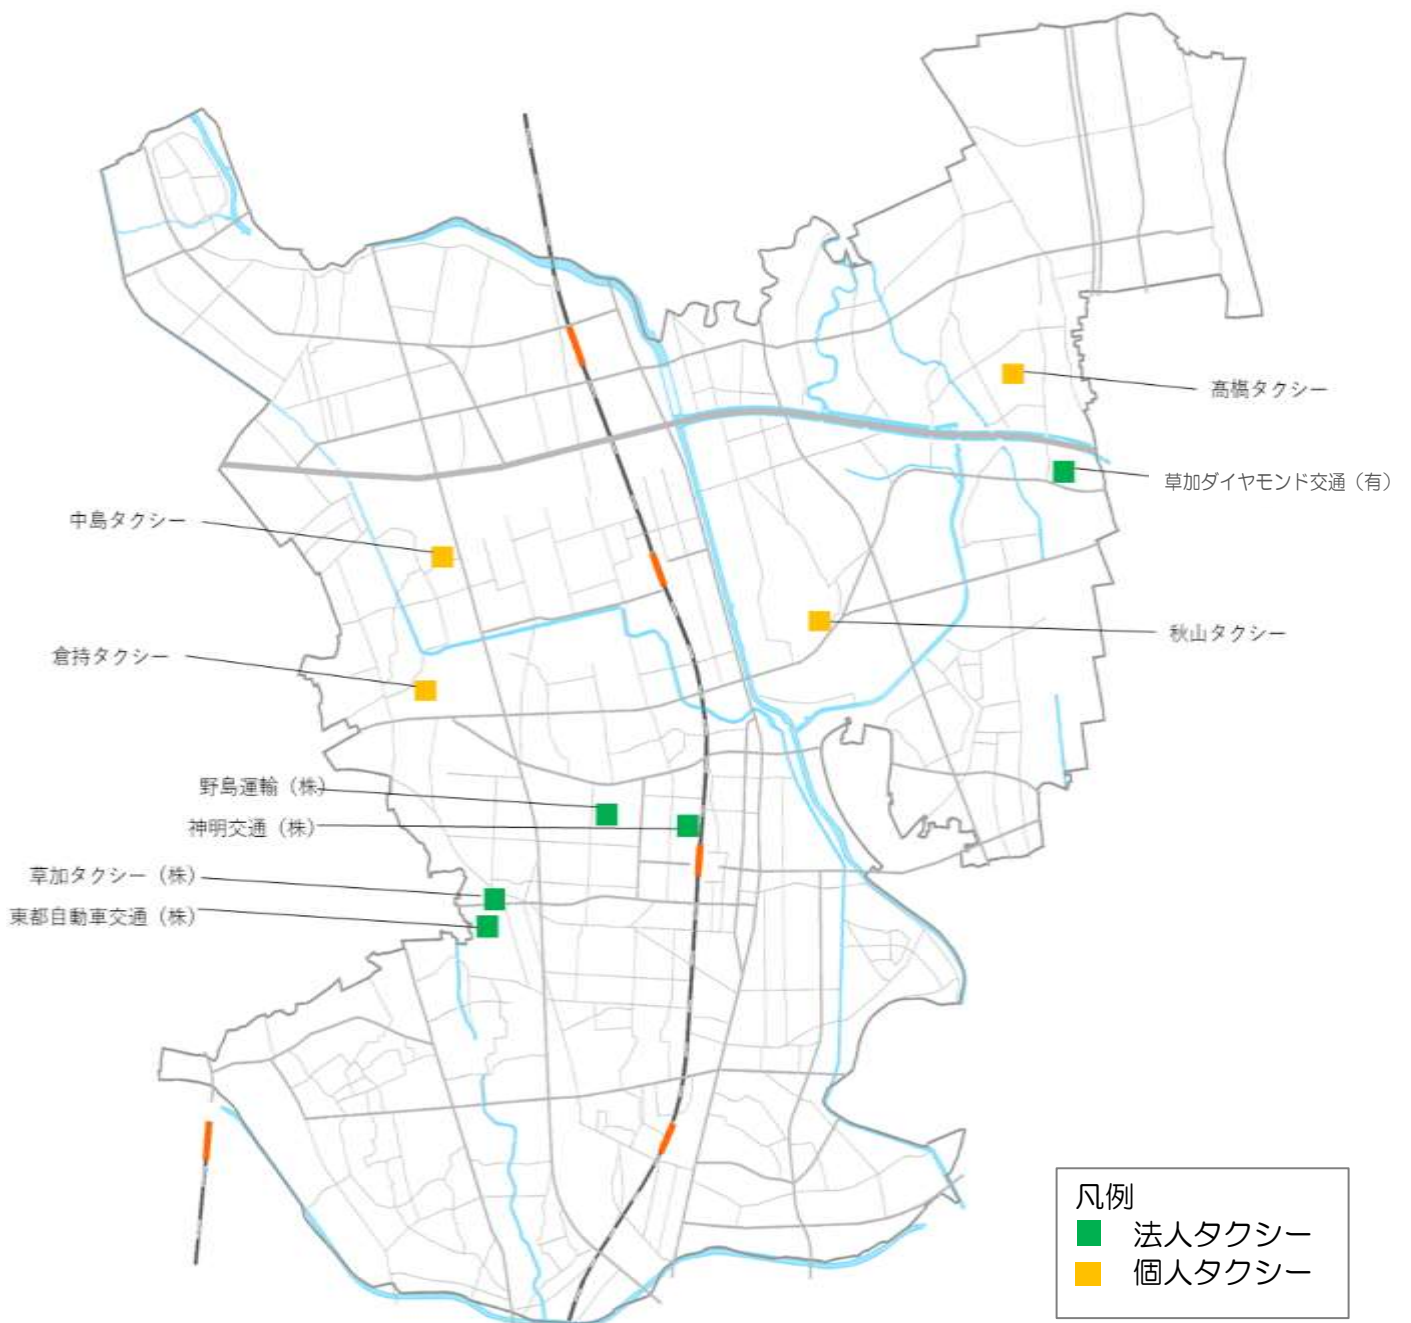 髙槗タクシー
草加ダイヤモンド交通（有）
中島タクシー
秋山タクシー
倉持タクシー
野島運輸（株）
神明交通（株）
草加タクシー（株）
東都自動車交通（株）
凡例
法人タクシー
個人タクシー